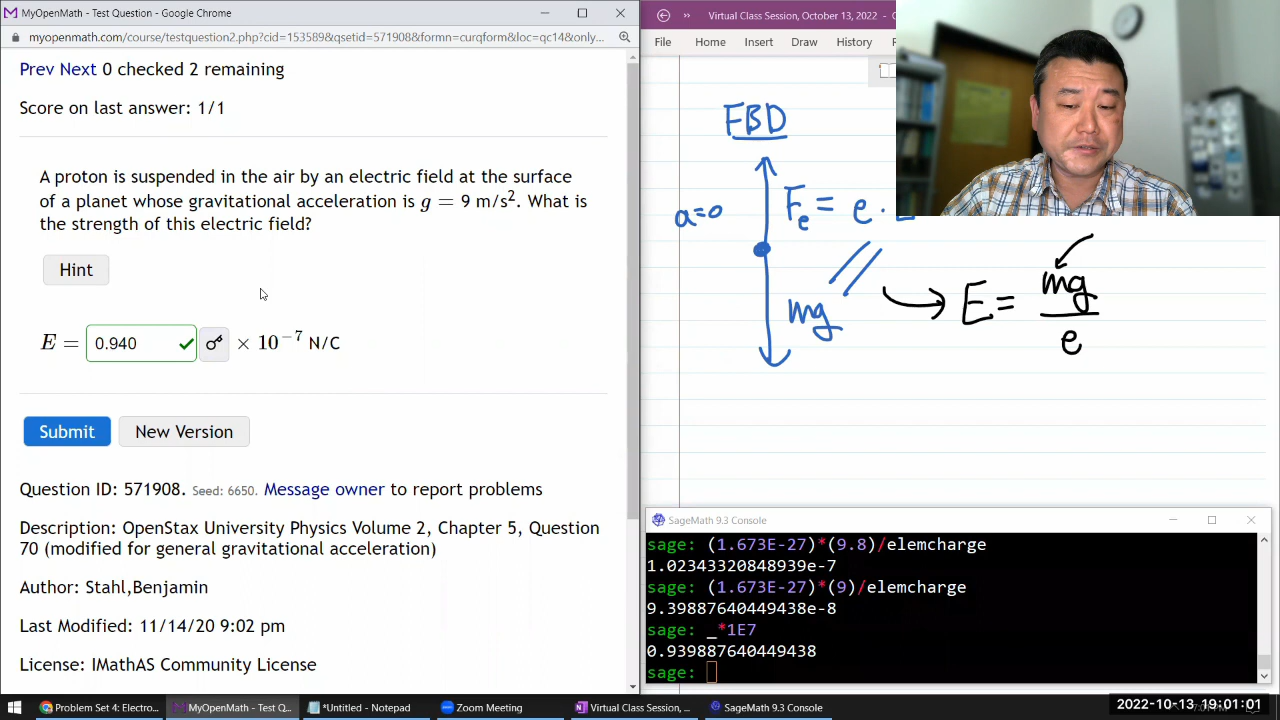 MyOpenMath - Test Question - Google Chrome
myopenmath.com/course/testquestion2.php?cid=153589&qsetid=571908&formn=curqform&loc=qc14&only...
Prev Next 0 checked 2 remaining
Score on last answer: 1/1
A proton is suspended in the air by an electric field at the surface
of a planet whose gravitational acceleration is g = 9 m/s². What is
the strength of this electric field?
Hint
E = 0.940 × 10⁻⁷ N/C
Submit
New Version
Question ID: 571908. Seed: 6650. Message owner to report problems
Description: OpenStax University Physics Volume 2, Chapter 5, Question
70 (modified for general gravitational acceleration)
Author: Stahl,Benjamin
Last Modified: 11/14/20 9:02 pm
License: IMathAS Community License
Virtual Class Session, October 13, 2022 -
File Home Insert Draw History
FBD
a=0
Fe = e ·
mg
E = mg
e
SageMath 9.3 Console
sage: (1.673E-27)*(9.8)/elemcharge
1.02343320848939e-7
sage: (1.673E-27)*(9)/elemcharge
9.39887640449438e-8
sage: _*1E7
0.939887640449438
sage:
Problem Set 4: Electro...
MyOpenMath - Test Q...
*Untitled - Notepad
Zoom Meeting
Virtual Class Session, ...
SageMath 9.3 Console
2022-10-13 19:01:01